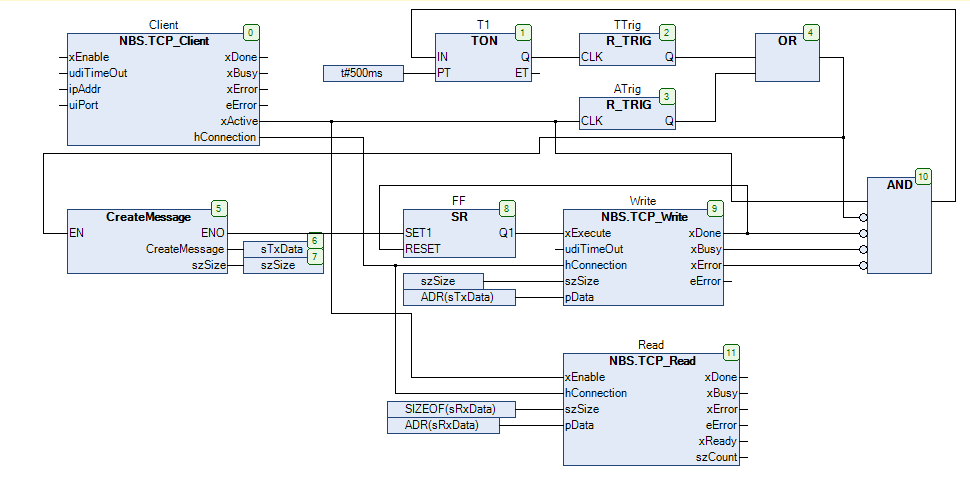 Client
NBS.TCP_Client
0
xEnable
udiTimeOut
ipAddr
uiPort
xDone
xBusy
xError
eError
xActive
hConnection
T1
TON
1
IN
PT
Q
ET
t#500ms
TTrig
R_TRIG
2
CLK
Q
ATrig
R_TRIG
3
CLK
Q
OR
4
AND
10
CreateMessage
5
EN
ENO
CreateMessage
szSize
sTxData
6
szSize
7
FF
SR
8
SET1
RESET
Q1
Write
NBS.TCP_Write
9
xExecute
udiTimeOut
hConnection
szSize
pData
xDone
xBusy
xError
eError
szSize
ADR(sTxData)
Read
NBS.TCP_Read
11
xEnable
hConnection
szSize
pData
xDone
xBusy
xError
eError
xReady
szCount
SIZEOF(sRxData)
ADR(sRxData)